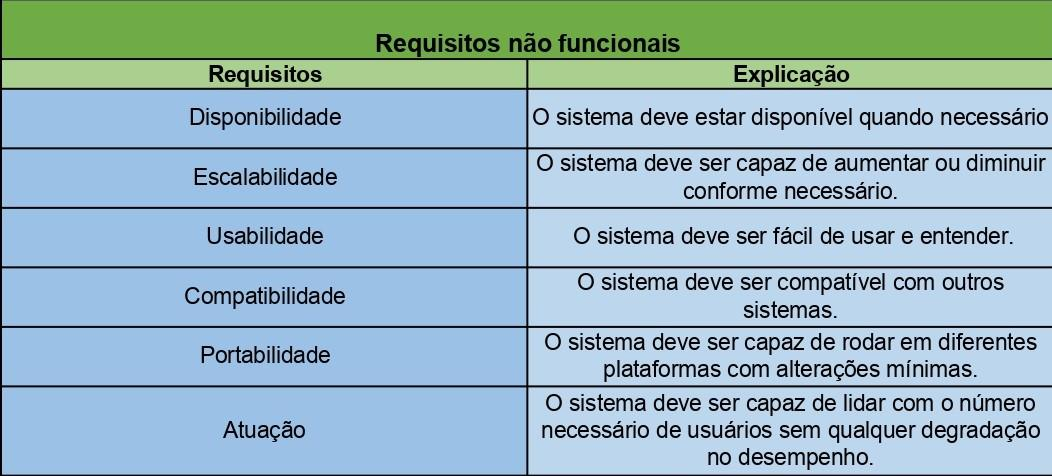 Requisitos não funcionais
Requisitos
Explicação
Disponibilidade
O sistema deve estar disponível quando necessário
Escalabilidade
O sistema deve ser capaz de aumentar ou diminuir
conforme necessário.
Usabilidade
O sistema deve ser fácil de usar e entender.
Compatibilidade
O sistema deve ser compatível com outros
sistemas.
Portabilidade
O sistema deve ser capaz de rodar em diferentes
plataformas com alterações mínimas.
Atuação
O sistema deve ser capaz de lidar com o número
necessário de usuários sem qualquer degradação
no desempenho.